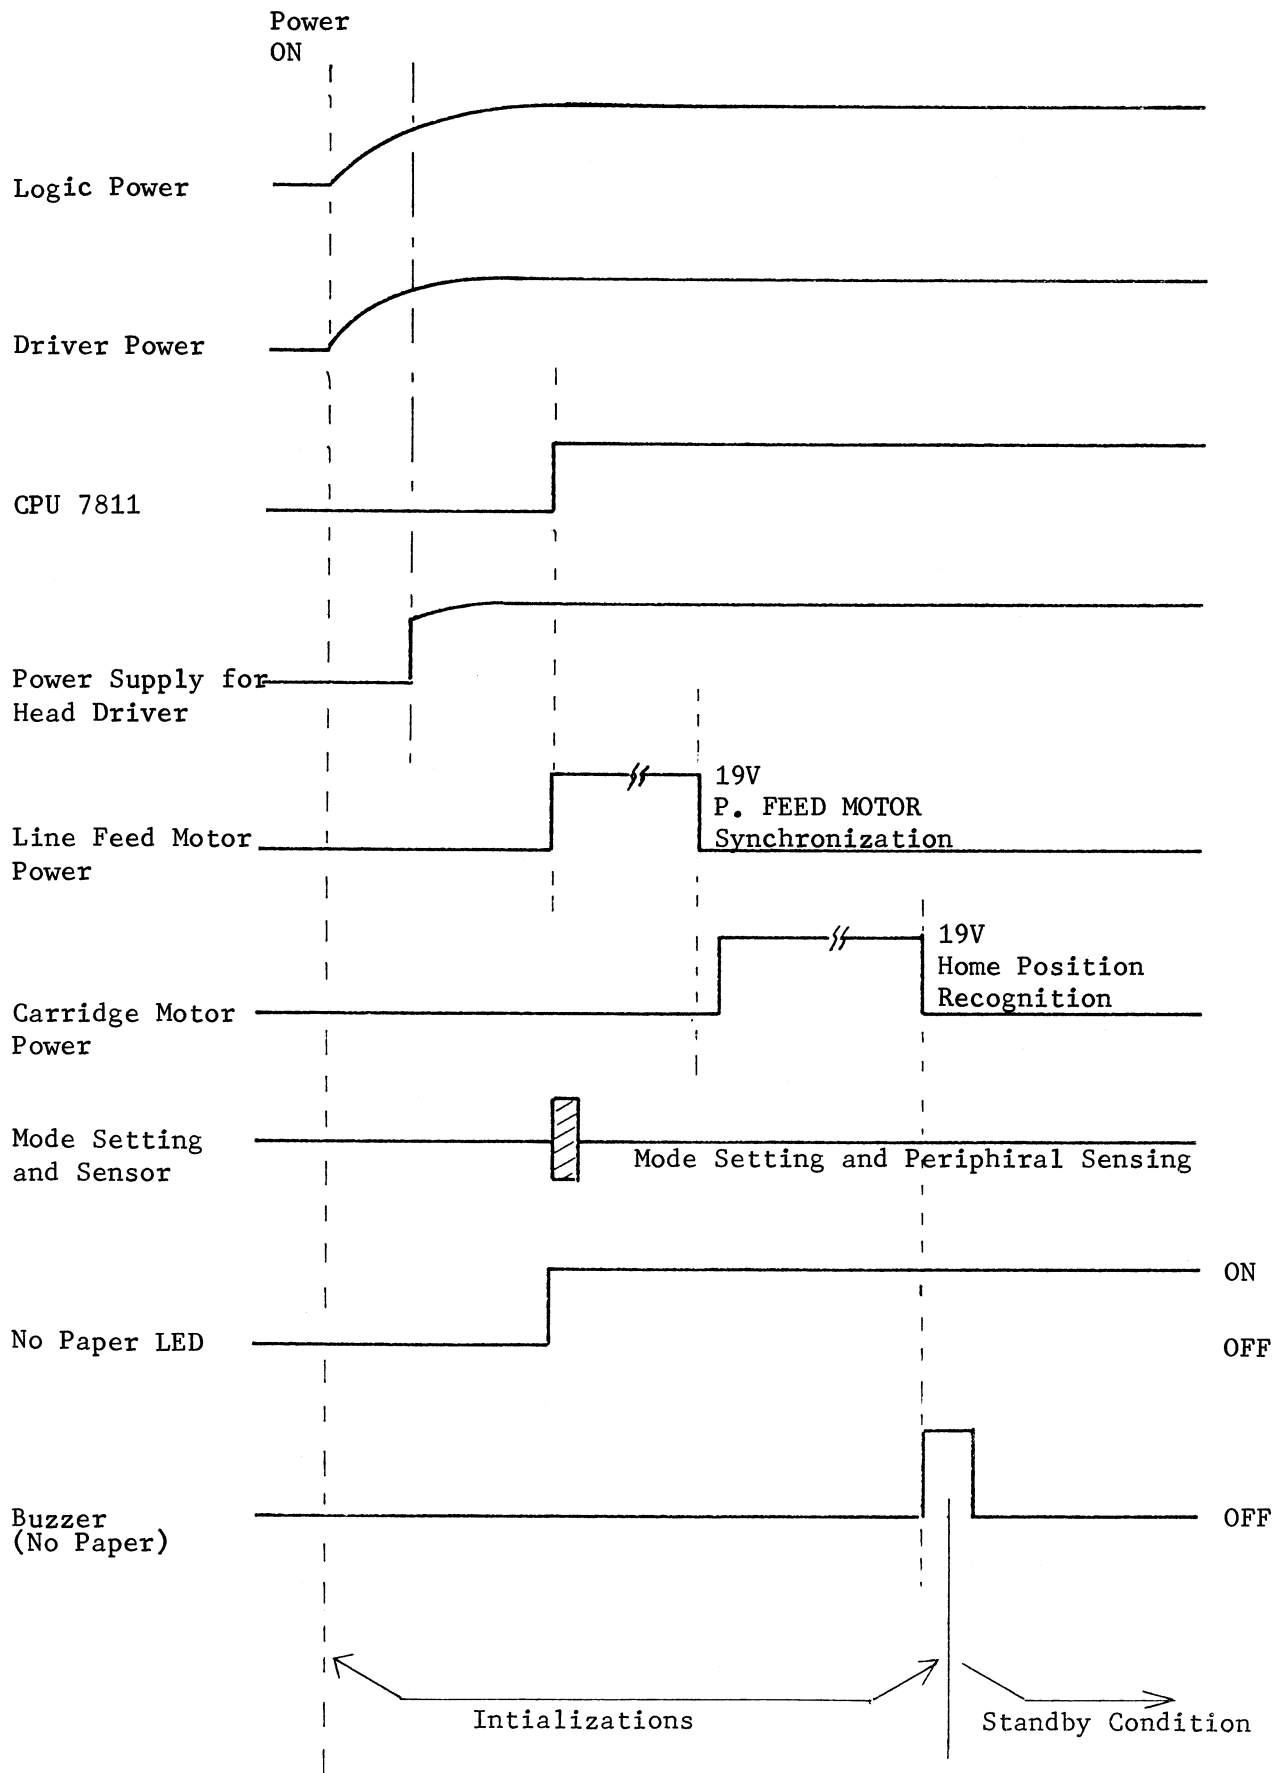 Power
ON
Logic Power
Driver Power
CPU 7811
Power Supply for
Head Driver
19V
P. FEED MOTOR
Synchronization
Line Feed Motor
Power
19V
Home Position
Recognition
Carridge Motor
Power
Mode Setting
and Sensor
Mode Setting and Periphiral Sensing
ON
No Paper LED
OFF
Buzzer
(No Paper)
OFF
Intializations
Standby Condition